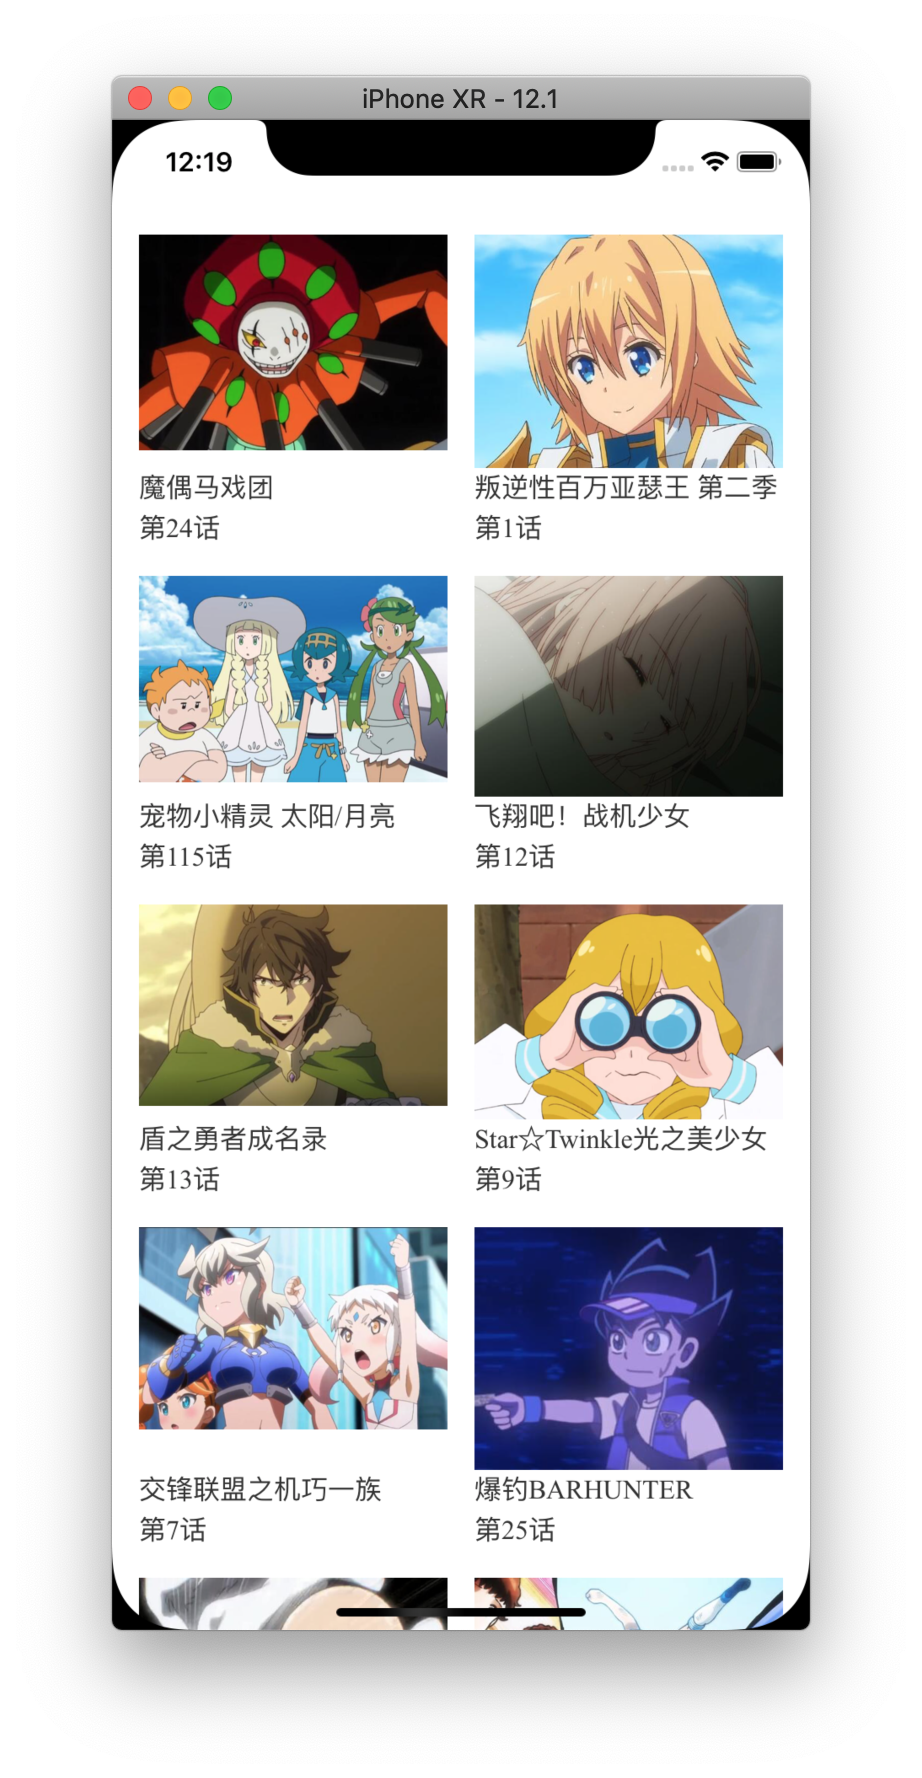 iPhone XR - 12.1
12:19
魔偶马戏团
第24话
叛逆性百万亚瑟王 第二季
第1话
宠物小精灵 太阳/月亮
第115话
飞翔吧！战机少女
第12话
盾之勇者成名录
第13话
Star☆Twinkle光之美少女
第9话
交锋联盟之机巧一族
第7话
爆钓BARHUNTER
第25话